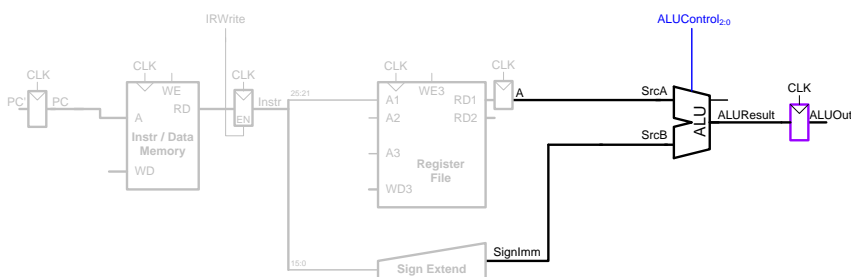 IRWrite
ALUControl2:0
CLK
CLK
CLK
CLK
CLK
CLK
WE
WE3
PC'
PC
RD
Instr
25:21
A1
RD1
A
SrcA
A
EN
A2
RD2
Instr / Data
Memory
ALU
ALUResult
ALUOut
SrcB
A3
Register
File
WD
WD3
SignImm
15:0
Sign Extend